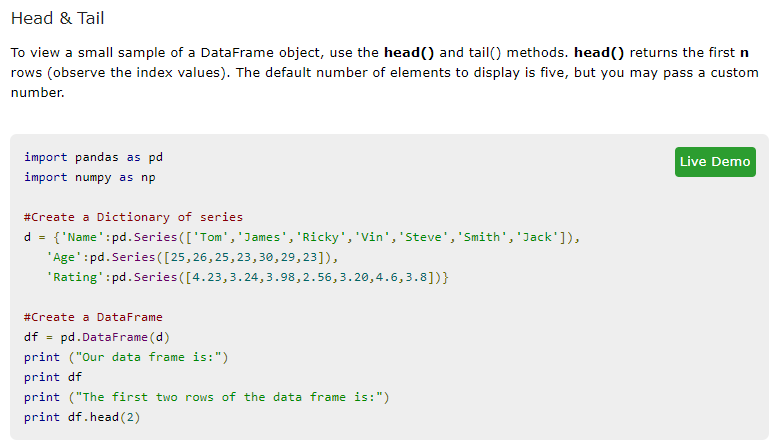 Head & Tail
To view a small sample of a DataFrame object, use the head() and tail() methods. head() returns the first n
rows (observe the index values). The default number of elements to display is five, but you may pass a custom
number.
Live Demo
import pandas as pd
import numpy as np
#Create a Dictionary of series
d = {'Name':pd.Series(['Tom','James','Ricky','Vin','Steve','Smith','Jack']),
   'Age':pd.Series([25,26,25,23,30,29,23]),
   'Rating':pd.Series([4.23,3.24,3.98,2.56,3.20,4.6,3.8])}
#Create a DataFrame
df = pd.DataFrame(d)
print ("Our data frame is:")
print df
print ("The first two rows of the data frame is:")
print df.head(2)